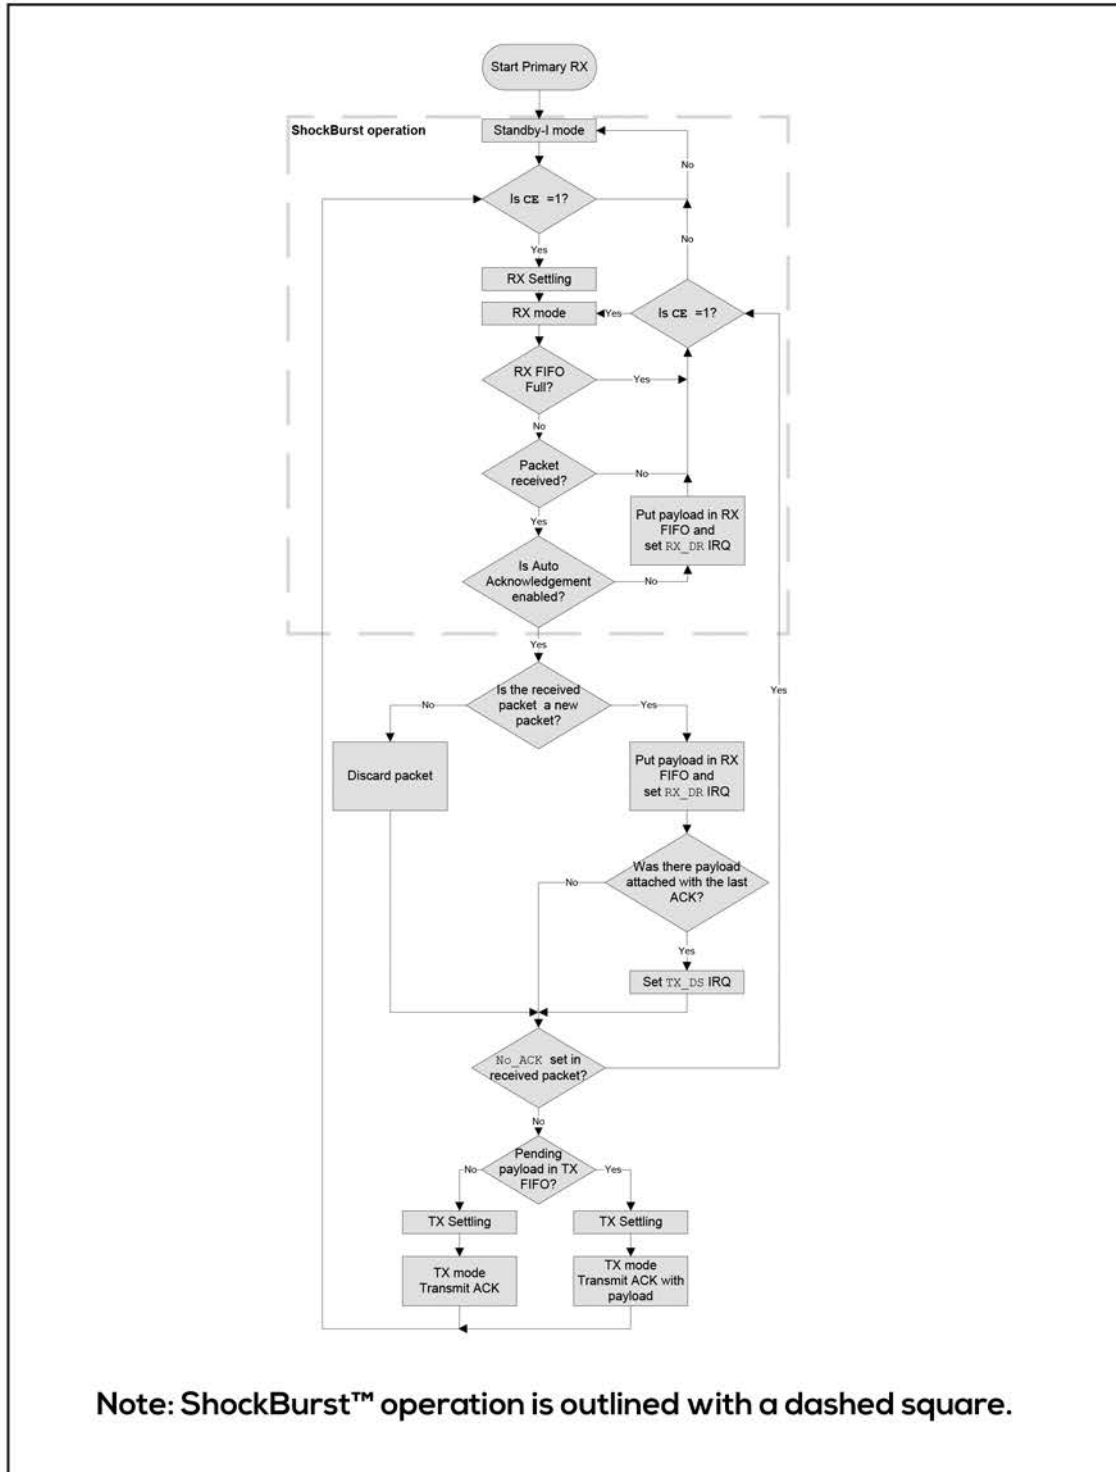 Start Primary RX
ShockBurst operation
Standby-I mode
No
Is CE =1?
No
Yes
RX Settling
RX mode
Yes
Is CE =1?
RX FIFO
Full?
Yes
No
Packet
received?
No
Yes
Put payload in RX
FIFO and
set RX_DR IRQ
Is Auto
Acknowledgement
enabled?
No
Yes
Is the received
packet a new
packet?
No
Yes
Yes
Discard packet
Put payload in RX
FIFO and
set RX_DR IRQ
Was there payload
attached with the last
ACK?
No
Yes
Set TX_DS IRQ
No_ACK set in
received packet?
No
Pending
payload in TX
FIFO?
No
Yes
TX Settling
TX Settling
TX mode
Transmit ACK
TX mode
Transmit ACK with
payload
Note: ShockBurst™ operation is outlined with a dashed square.